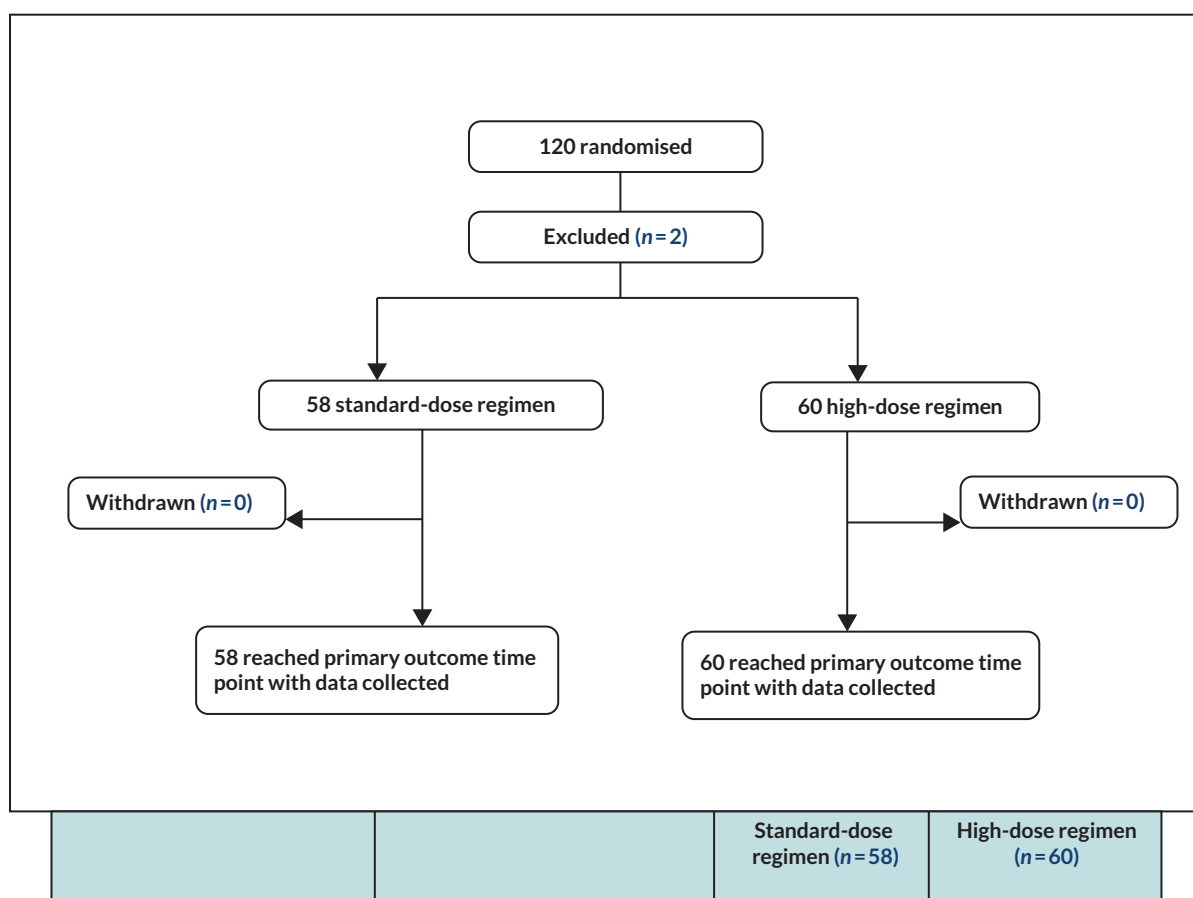 120 randomised
Excluded (n=2)
58 standard-dose regimen
60 high-dose regimen
Withdrawn (n=0)
Withdrawn (n=0)
58 reached primary outcome time
point with data collected
60 reached primary outcome time
point with data collected
Standard-dose
regimen (n=58)
High-dose regimen
(n=60)